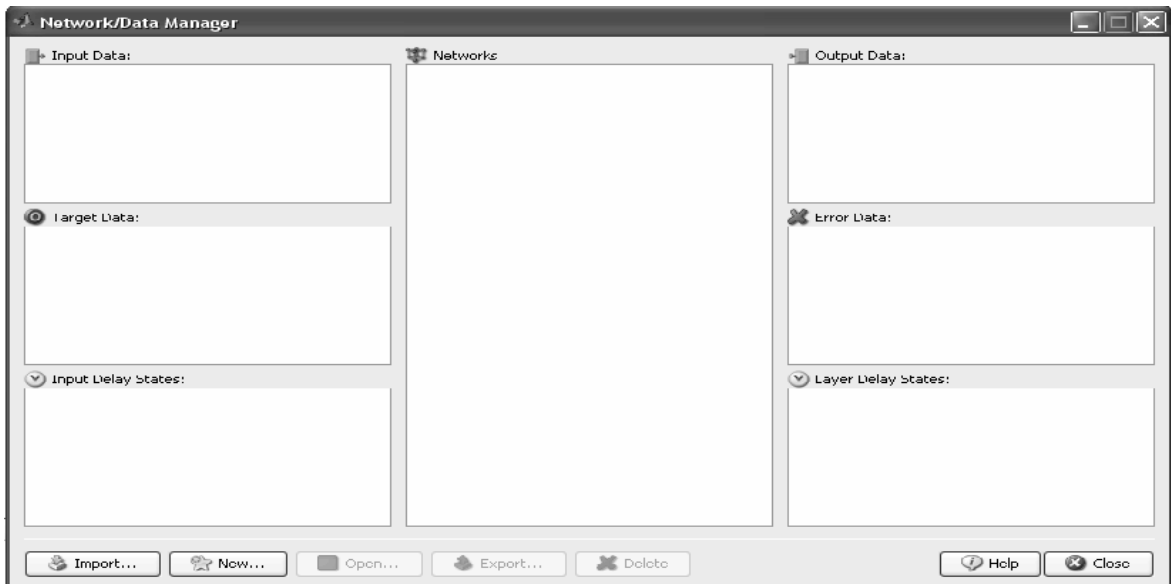 Network/Data Manager
Input Data:
Networks
Output Data:
Target Data:
Error Data:
Input Delay States:
Layer Delay States:
Import...
New...
Open...
Export...
Delete
Help
Close